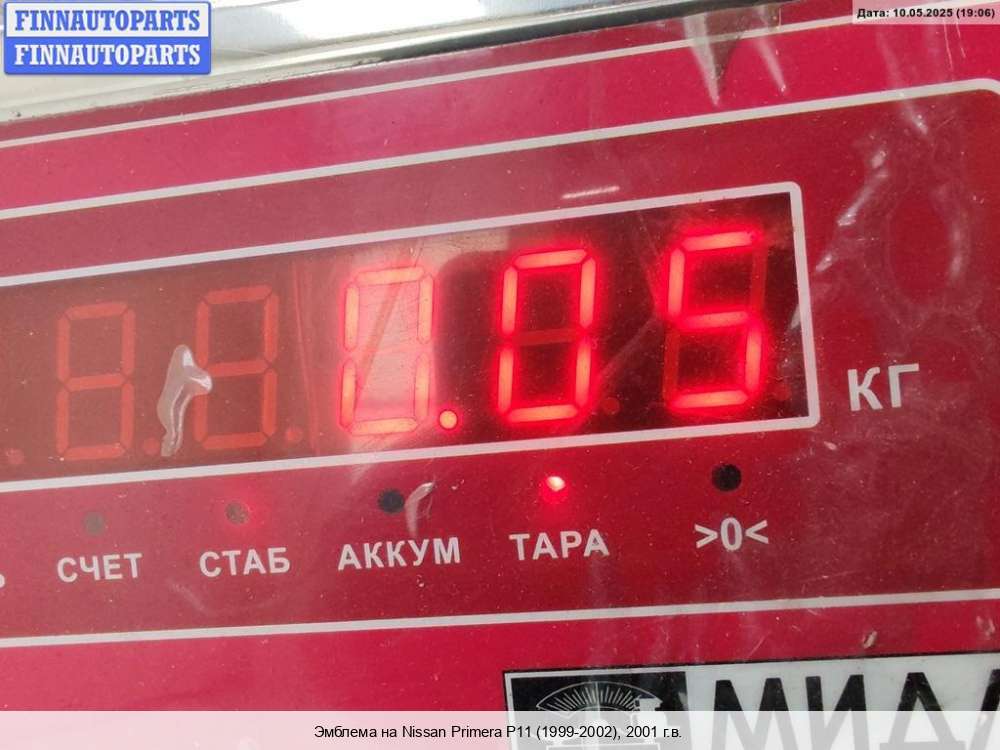 FINNAUTOPARTS
FINNAUTOPARTS
Дата: 10.05.2025 (19:06)
0.05
КГ
СЧЕТ СТАБ АККУМ ТАРА >0<
Эмблема на Nissan Primera P11 (1999-2002), 2001 г.в.